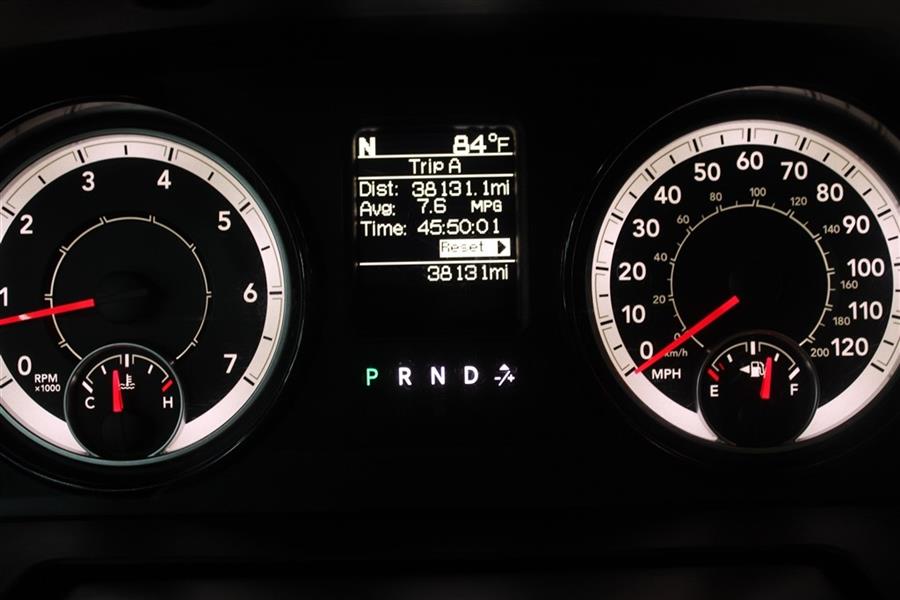 N 84°F
Trip A
Dist: 38131.1mi
Avg: 7.6 MPG
Time: 45:50:01
Reset
38131mi
P R N D -/+
0 1 2 3 4 5 6 7
RPM
×1000
C H
0 10 20 30 40 50 60 70 80 90 100 110 120
MPH
0 20 40 60 80 100 120 140 160 180 200
km/h
E F